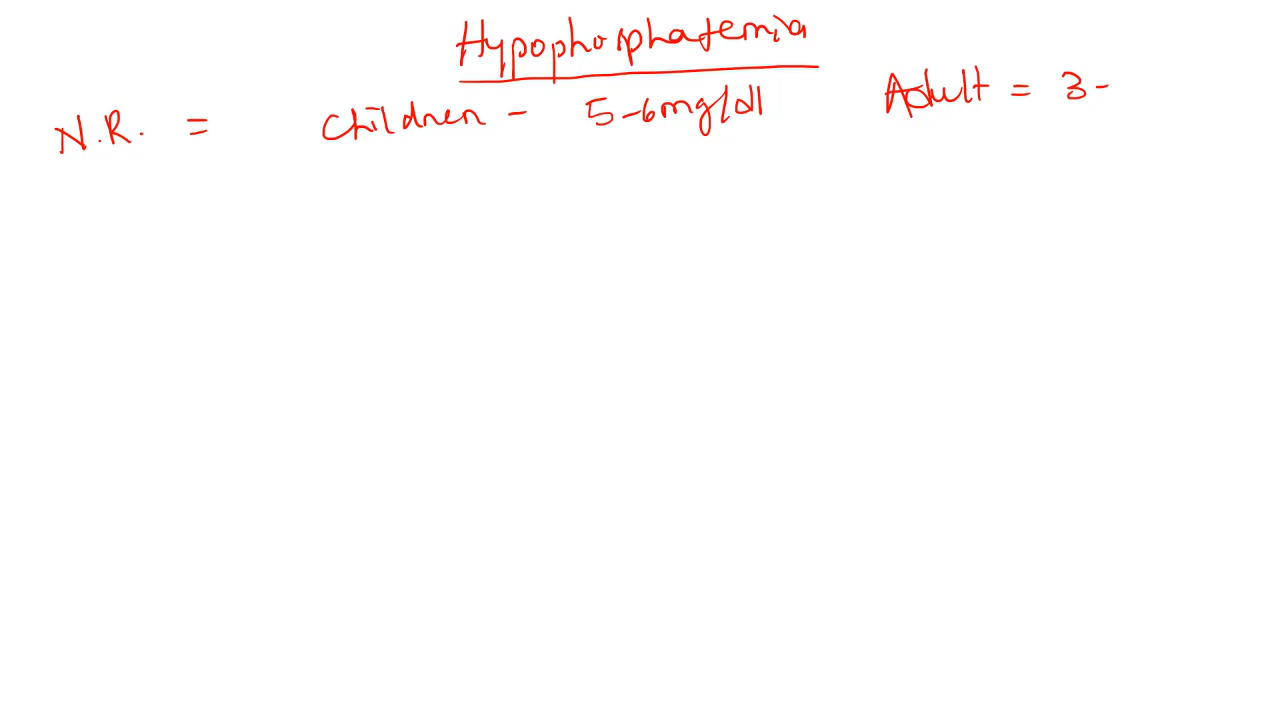 Hypophosphatemia
N.R. = Children - 5-6mg/dl Adult = 3-